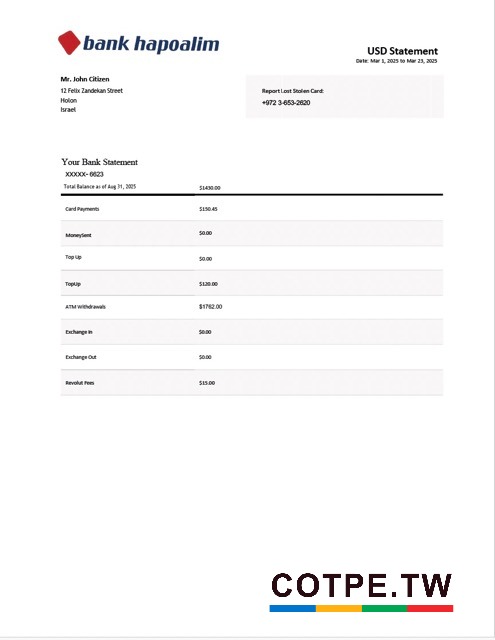 bank hapoalim
USD Statement
Date: Mar 1, 2025 to Mar 23, 2025
Mr. John Citizen
12 Felix Zandekan Street
Holon
Israel
Report Lost Stolen Card:
+972 3-653-2620
Your Bank Statement
XXXXX- 6623
Total Balance as of Aug 31, 2025 $1430.00
Card Payments $150.45
MoneySent $0.00
Top Up $0.00
TopUp $120.00
ATM Withdrawals $1762.00
Exchange In $0.00
Exchange Out $0.00
Revolut Fees $15.00
COTPE.TW